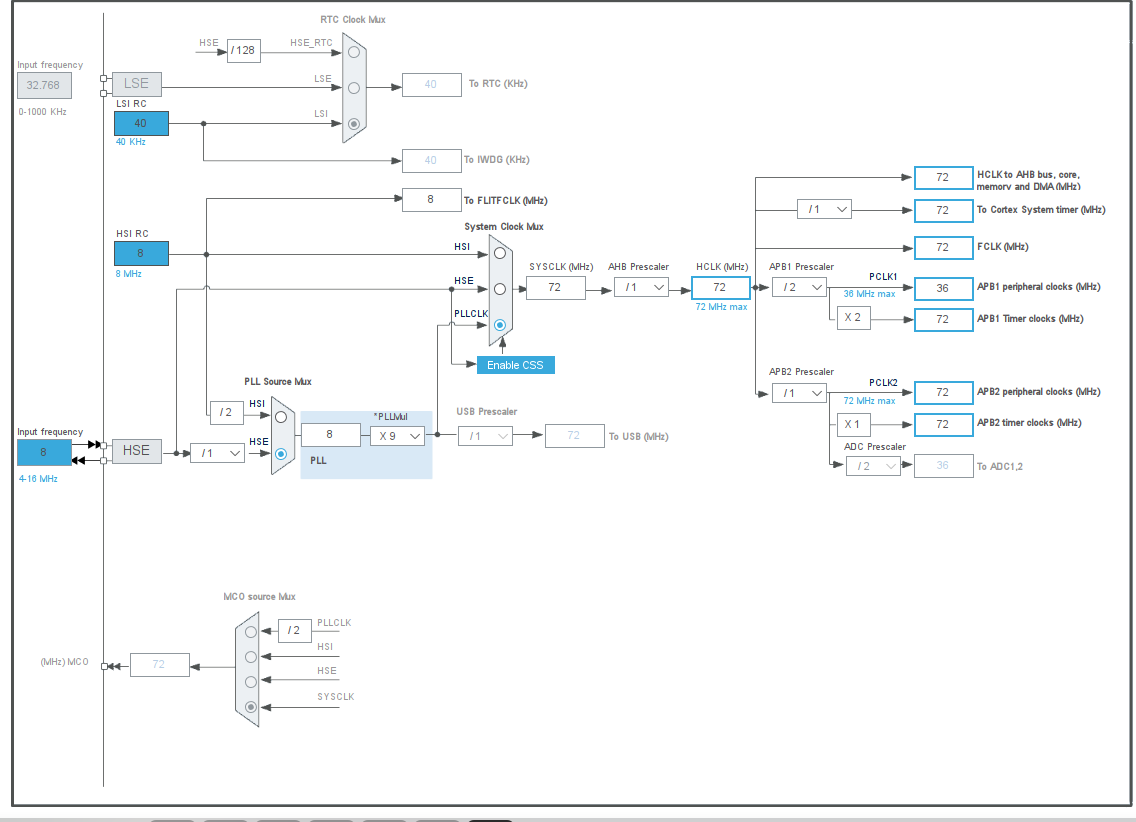 RTC Clock Mux
HSE
/ 128
HSE_RTC
Input frequency
32.768
LSE
LSE
40
To RTC (KHz)
0-1000 KHz
LSI RC
40
LSI
40 KHz
40
To IWDG (KHz)
8
To FLITFCLK (MHz)
HCLK to AHB bus, core,
memory and DMA (MHz)
72
/ 1
72
To Cortex System timer (MHz)
System Clock Mux
HSI RC
8
HSI
8 MHz
72
FCLK (MHz)
SYSCLK (MHz)
AHB Prescaler
HCLK (MHz)
APB1 Prescaler
HSE
72
/ 1
72
/ 2
PCLK1
36
APB1 peripheral clocks (MHz)
36 MHz max
72 MHz max
PLLCLK
X 2
72
APB1 Timer clocks (MHz)
Enable CSS
APB2 Prescaler
PLL Source Mux
/ 1
PCLK2
72
APB2 peripheral clocks (MHz)
72 MHz max
/ 2
HSI
*PLLMul
USB Prescaler
X 1
72
APB2 timer clocks (MHz)
Input frequency
8
HSE
/ 1
HSE
8
X 9
PLL
/ 1
72
To USB (MHz)
ADC Prescaler
/ 2
36
To ADC1,2
4-16 MHz
MCO source Mux
PLLCLK
/ 2
HSI
(MHz) MCO
72
HSE
SYSCLK